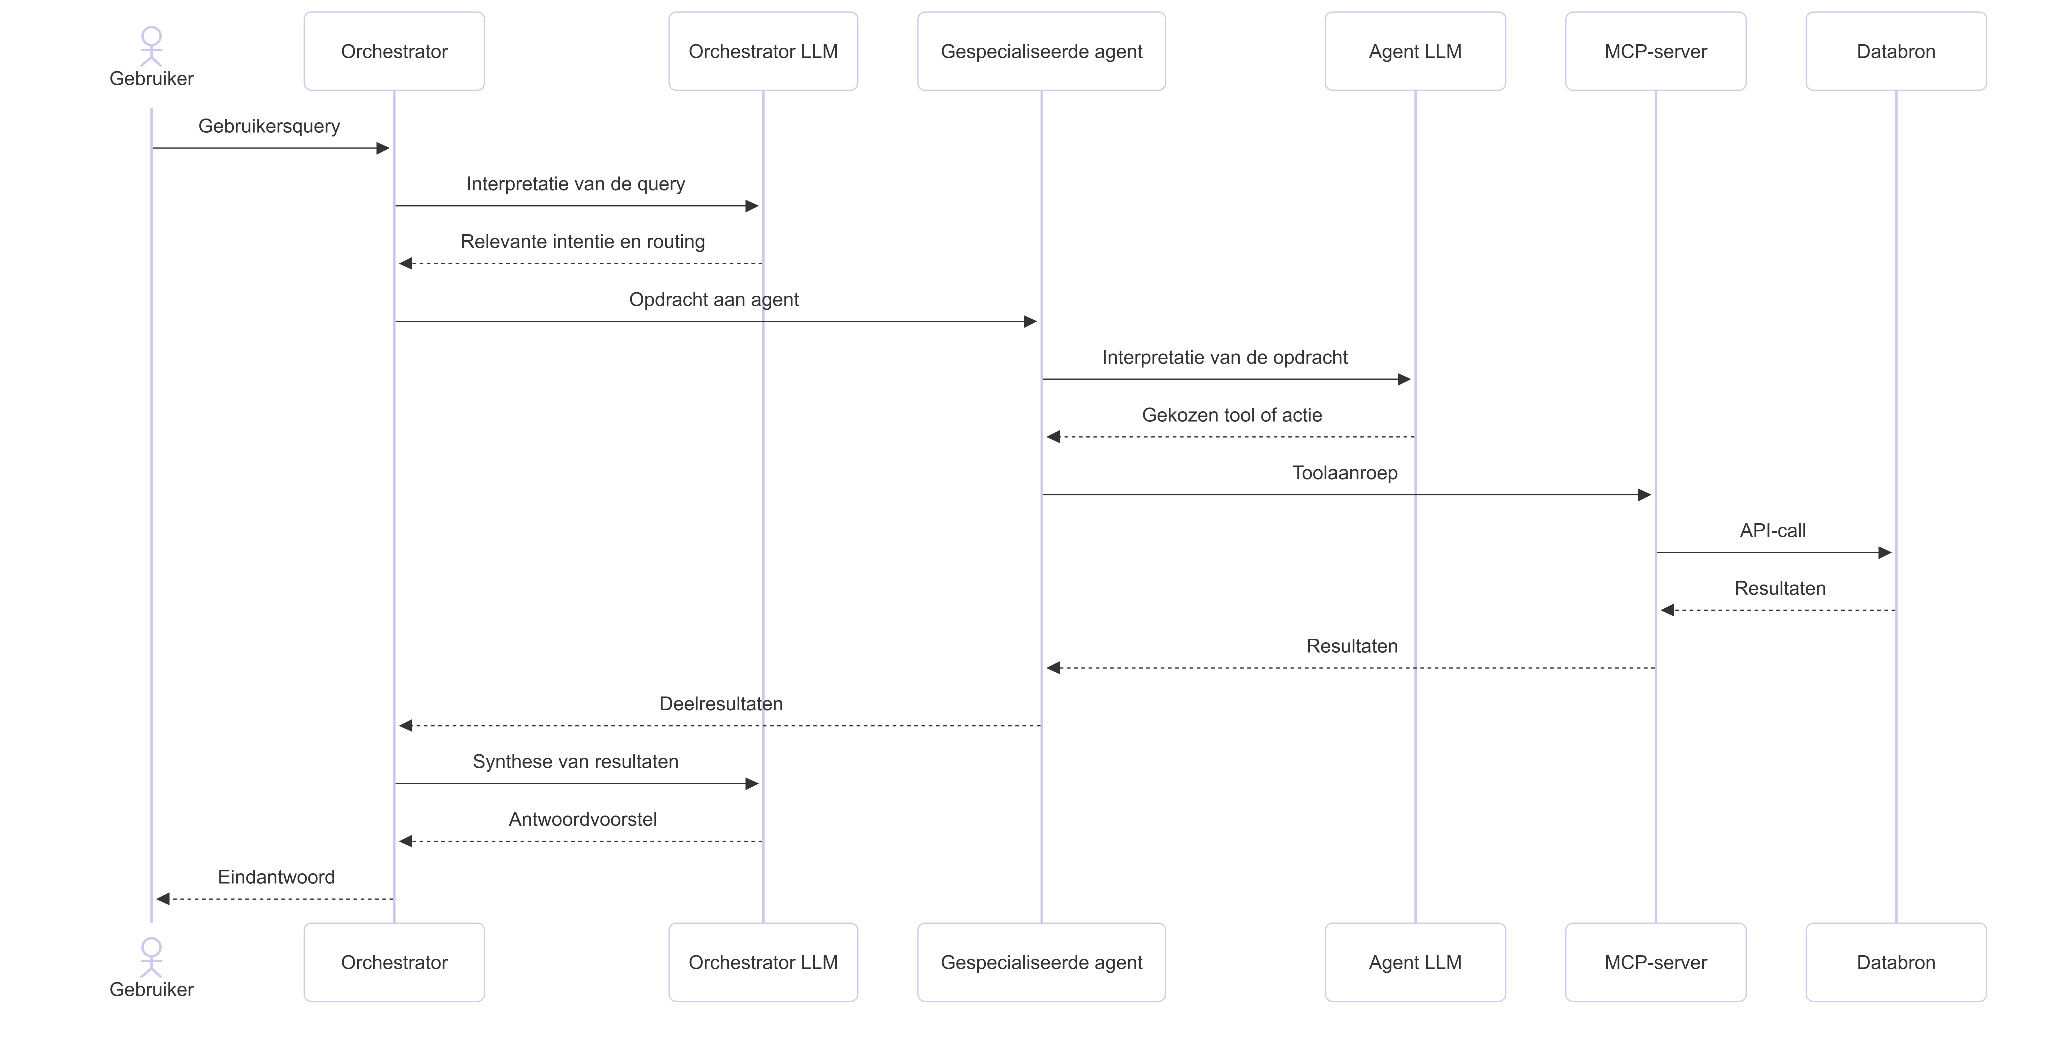 Gebruiker
Orchestrator
Orchestrator LLM
Gespecialiseerde agent
Agent LLM
MCP-server
Databron
Gebruikersquery
Interpretatie van de query
Relevante intentie en routing
Opdracht aan agent
Interpretatie van de opdracht
Gekozen tool of actie
Toolaanroep
API-call
Resultaten
Resultaten
Deelresultaten
Synthese van resultaten
Antwoordvoorstel
Eindantwoord
Gebruiker
Orchestrator
Orchestrator LLM
Gespecialiseerde agent
Agent LLM
MCP-server
Databron